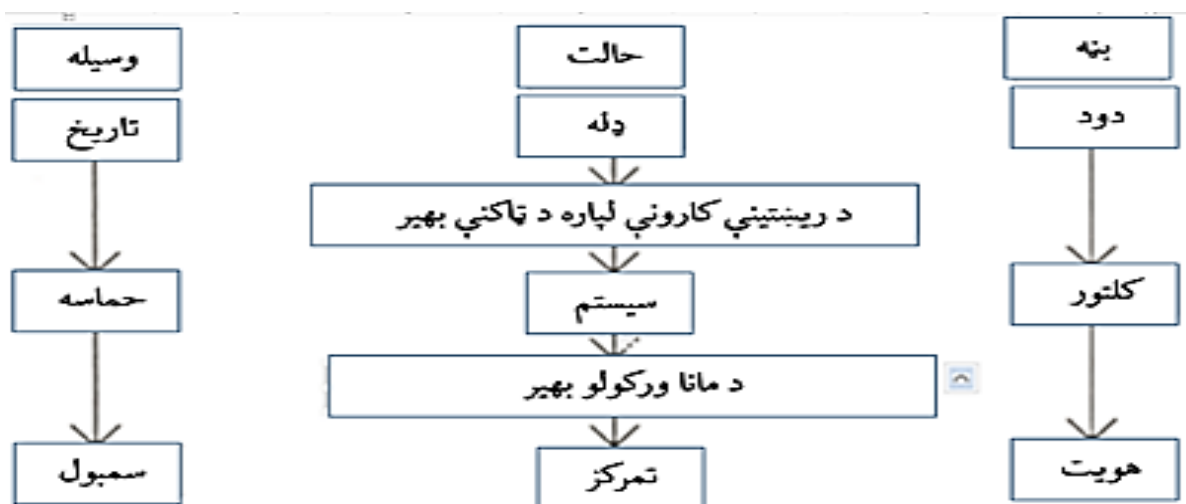 بڼه
حالت
وسیله
دود
ډله
تاریخ
د ریښتیني کارونې لپاره د ټاکنې بهیر
کلتور
سیستم
حماسه
د مانا ورکولو بهیر
هویت
تمرکز
سمبول